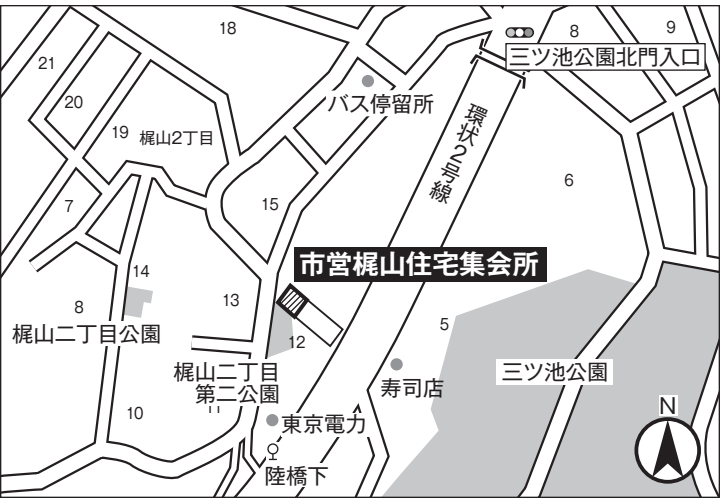 18
8
9
三ツ池公園北門入口
21
20
バス停留所
19
梶山2丁目
環状2号線
6
7
15
市営梶山住宅集会所
14
8
13
5
梶山二丁目公園
12
梶山二丁目
第二公園
三ツ池公園
寿司店
10
11
東京電力
N
陸橋下